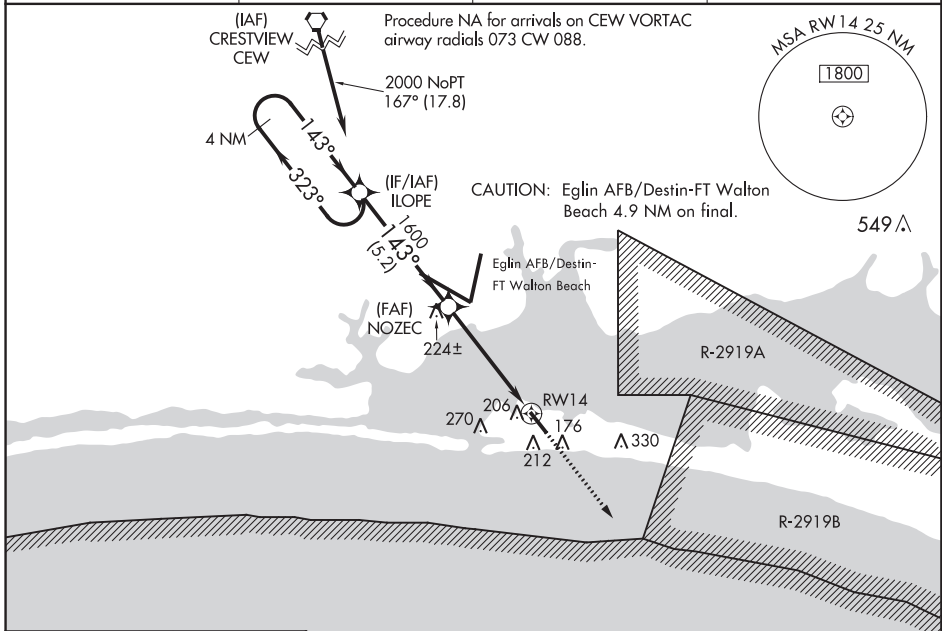 (IAF)
CRESTVIEW
CEW
Procedure NA for arrivals on CEW VORTAC
airway radials 073 CW 088.
MSA RW14 25 NM
1800
2000 NoPT
167° (17.8)
4 NM
143°
323°
(IF/IAF)
ILOPE
CAUTION: Eglin AFB/Destin-FT Walton
Beach 4.9 NM on final.
549
1600
143°
(5.2)
Eglin AFB/Destin-
FT Walton Beach
(FAF)
NOZEC
224±
R-2919A
206
RW14
270
176
330
212
R-2919B